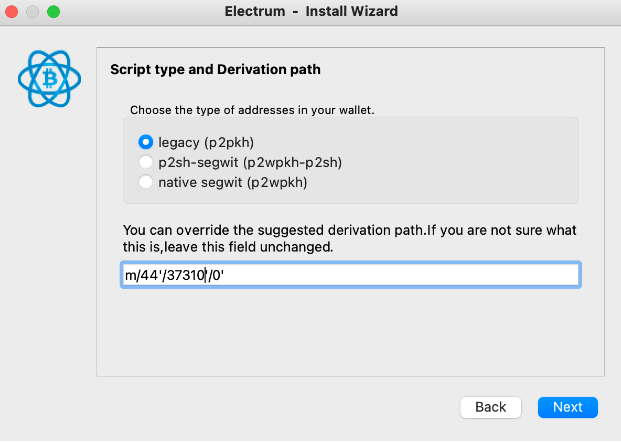 Electrum - Install Wizard
Script type and Derivation path
Choose the type of addresses in your wallet.
legacy (p2pkh)
p2sh-segwit (p2wpkh-p2sh)
native segwit (p2wpkh)
You can override the suggested derivation path.If you are not sure what
this is,leave this field unchanged.
m/44'/37310'/0'
Back
Next